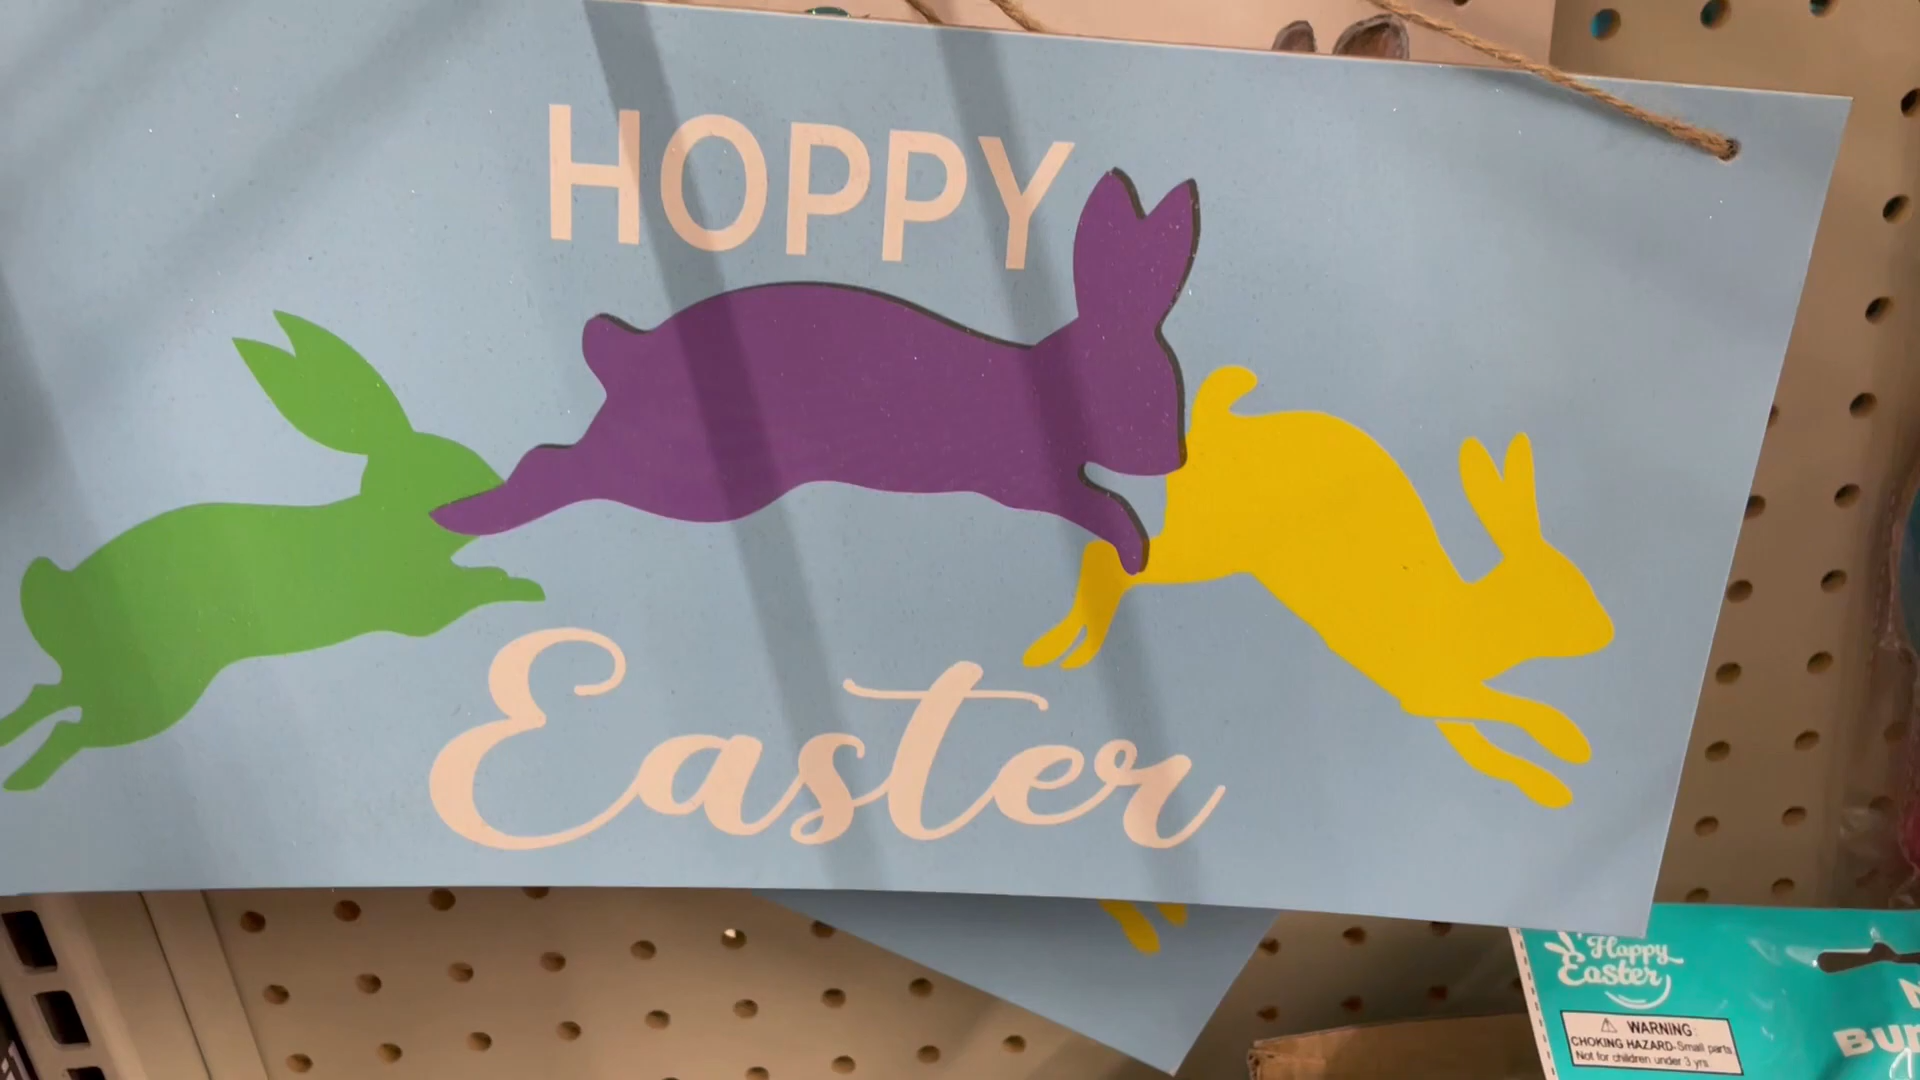 HOPPY
Easter
Happy
Easter
WARNING:
CHOKING HAZARD-Small parts
Not for children under 3 yrs